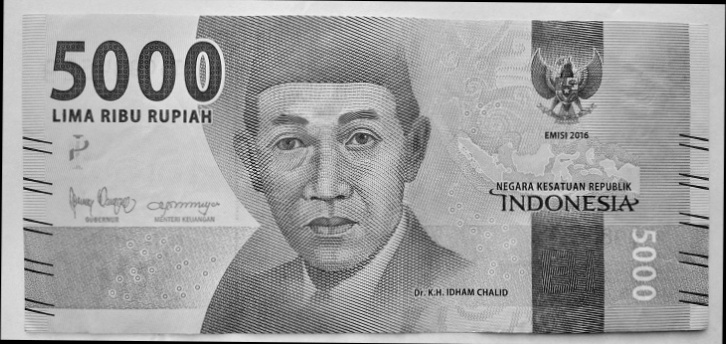 5000
LIMA RIBU RUPIAH
GUBERNUR
MENTERI KEUANGAN
EMISI 2016
NEGARA KESATUAN REPUBLIK
INDONESIA
Dr. K.H. IDHAM CHALID
5000